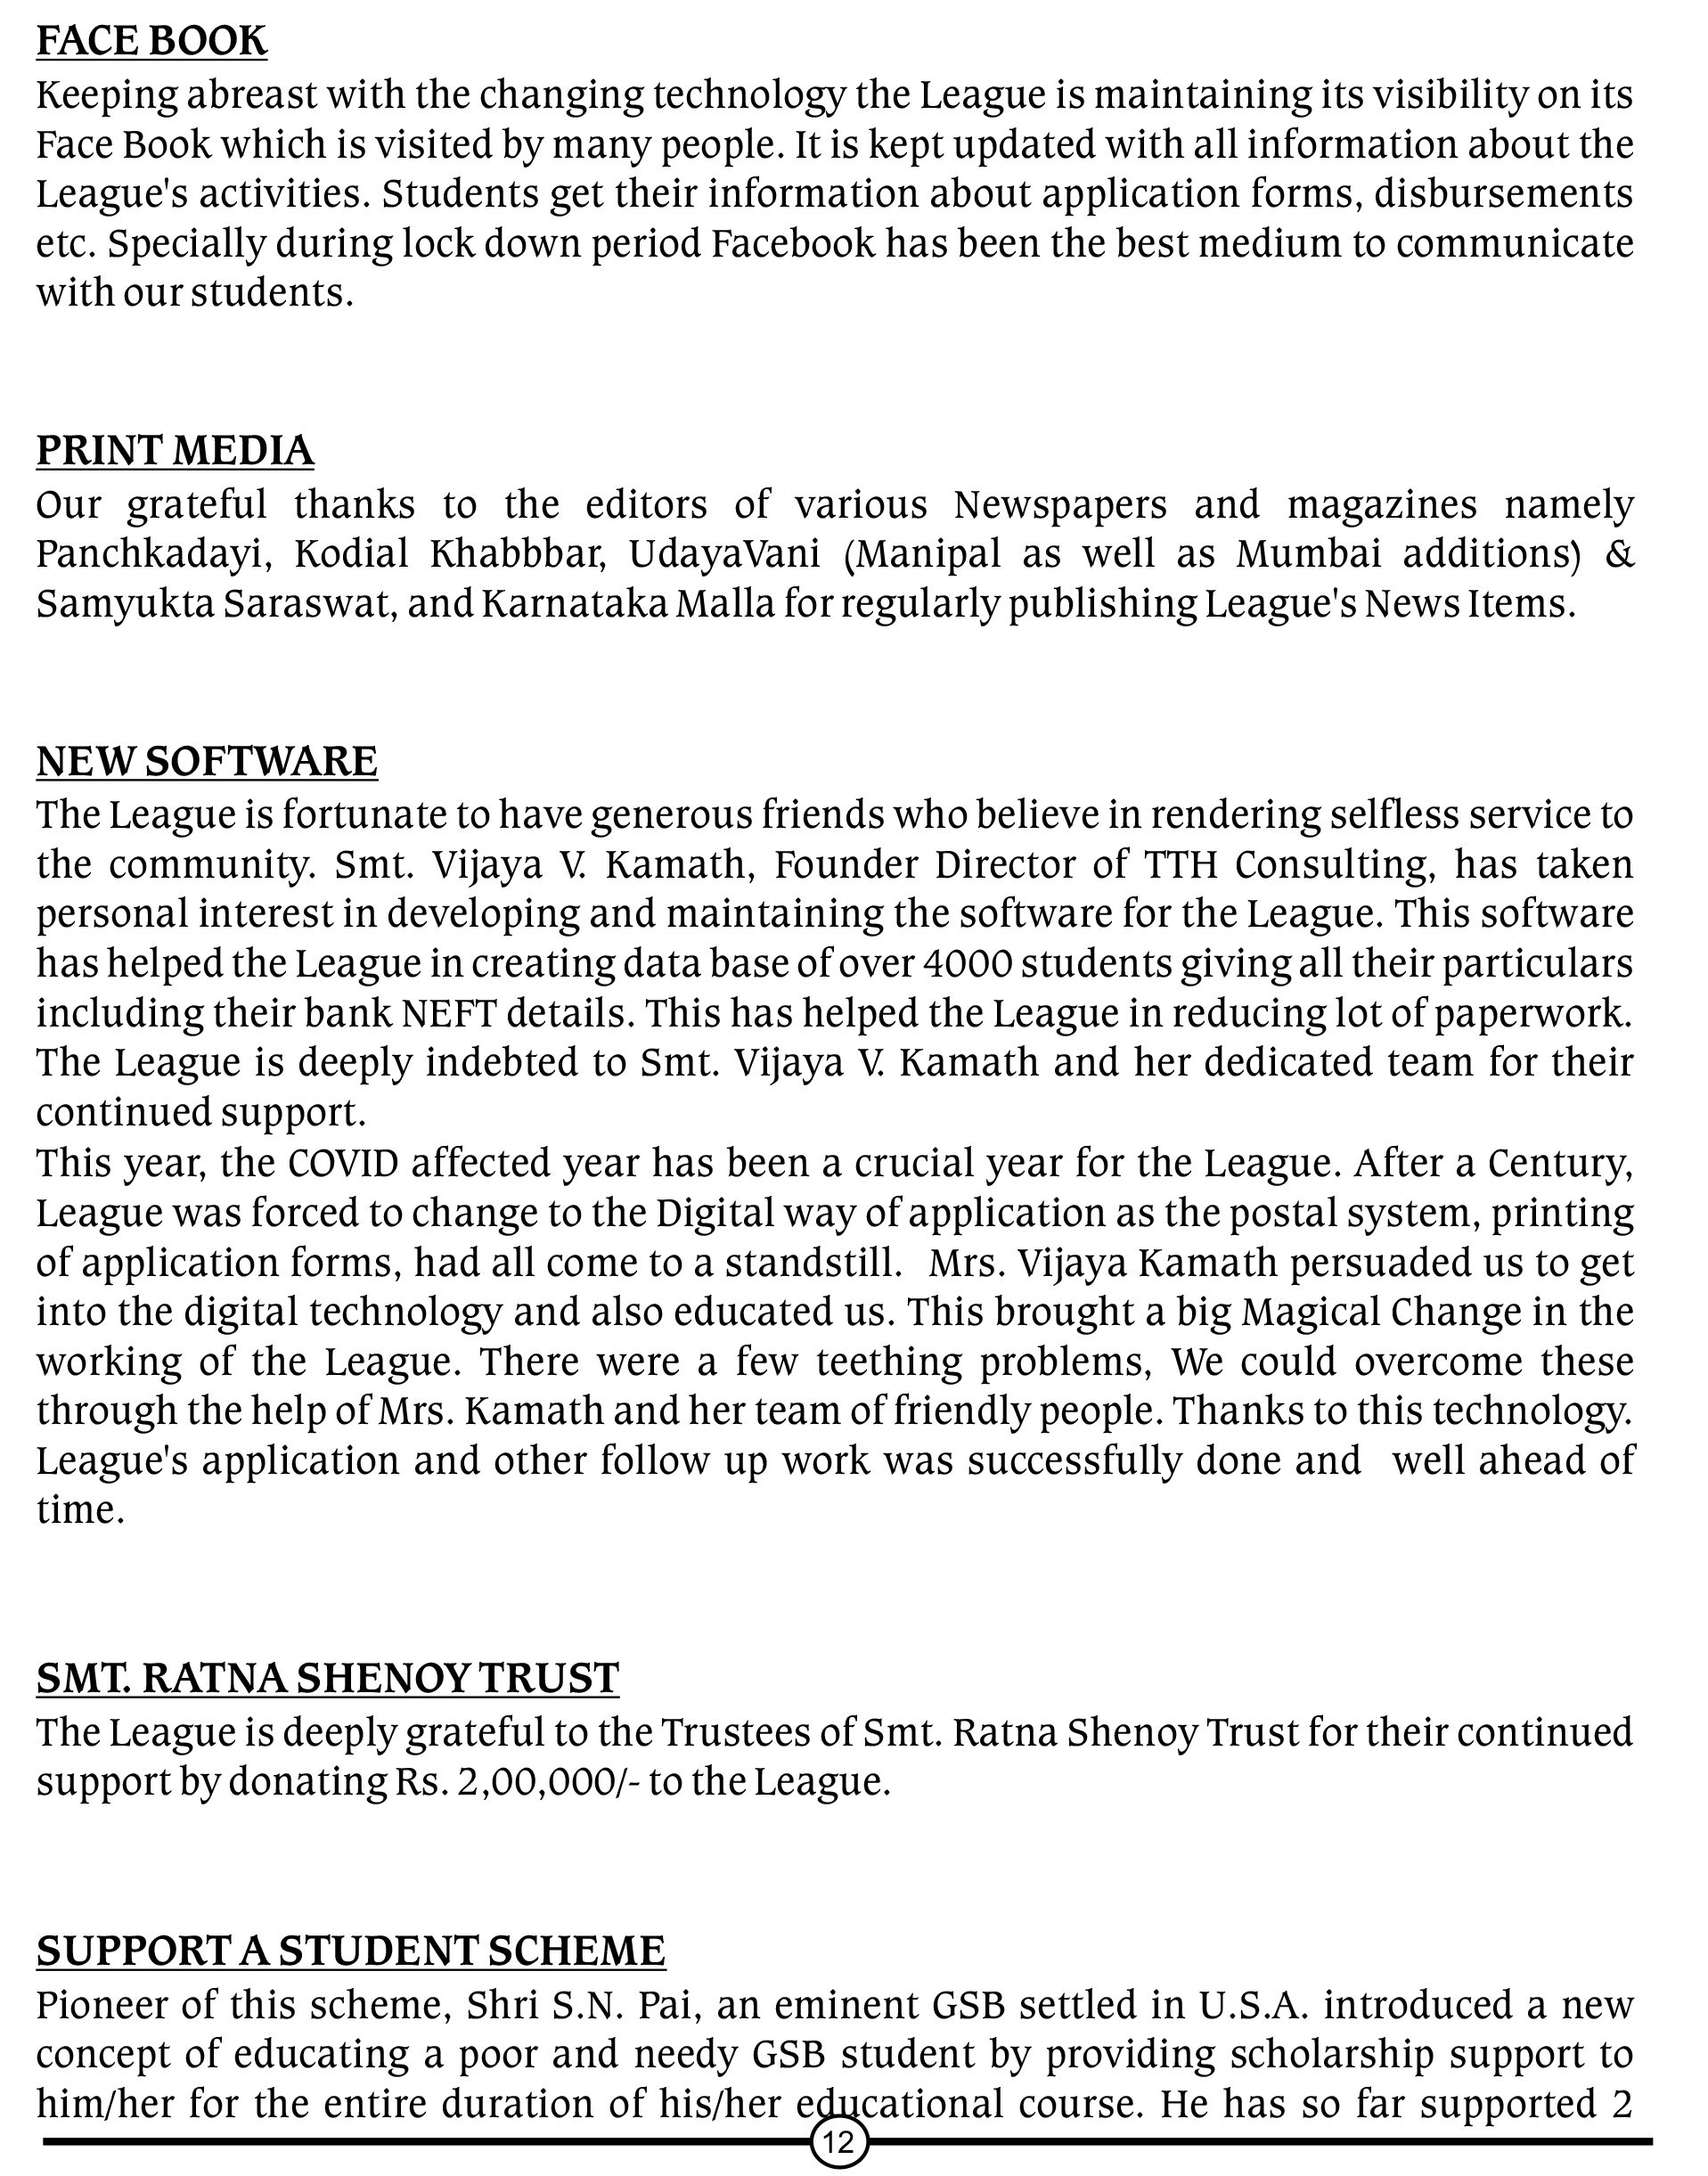 FACE BOOK
Keeping abreast with the changing technology the League is maintaining its visibility on its
Face Book which is visited by many people. It is kept updated with all information about the
League's activities. Students get their information about application forms, disbursements
etc. Specially during lock down period Facebook has been the best medium to communicate
with our students.
PRINT MEDIA
Our grateful thanks to the editors of various Newspapers and magazines namely
Panchkadayi, Kodial Khabbbar, UdayaVani (Manipal as well as Mumbai additions) &
Samyukta Saraswat, and Karnataka Malla for regularly publishing League's News Items.
NEW SOFTWARE
The League is fortunate to have generous friends who believe in rendering selfless service to
the community. Smt. Vijaya V. Kamath, Founder Director of TTH Consulting, has taken
personal interest in developing and maintaining the software for the League. This software
has helped the League in creating data base of over 4000 students giving all their particulars
including their bank NEFT details. This has helped the League in reducing lot of paperwork.
The League is deeply indebted to Smt. Vijaya V. Kamath and her dedicated team for their
continued support.
This year, the COVID affected year has been a crucial year for the League. After a Century,
League was forced to change to the Digital way of application as the postal system, printing
of application forms, had all come to a standstill.  Mrs. Vijaya Kamath persuaded us to get
into the digital technology and also educated us. This brought a big Magical Change in the
working of the League. There were a few teething problems, We could overcome these
through the help of Mrs. Kamath and her team of friendly people. Thanks to this technology.
League's application and other follow up work was successfully done and  well ahead of
time.
SMT. RATNA SHENOY TRUST
The League is deeply grateful to the Trustees of Smt. Ratna Shenoy Trust for their continued
support by donating Rs. 2,00,000/- to the League.
SUPPORT A STUDENT SCHEME
Pioneer of this scheme, Shri S.N. Pai, an eminent GSB settled in U.S.A. introduced a new
concept of educating a poor and needy GSB student by providing scholarship support to
him/her for the entire duration of his/her educational course. He has so far supported 2
12